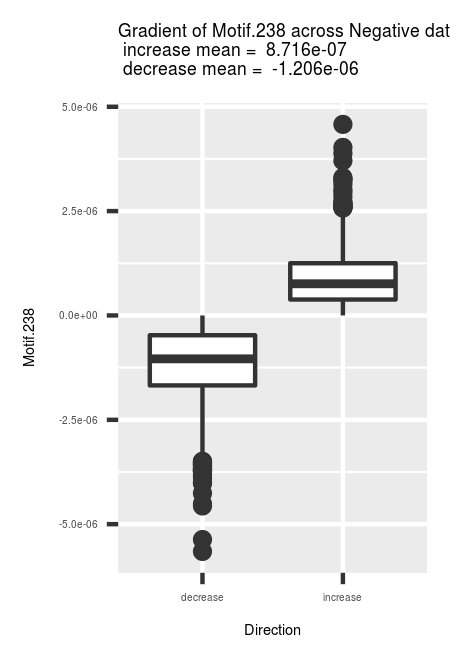 Gradient of Motif.238 across Negative dat
increase mean =  8.716e-07
decrease mean =  -1.206e-06
5.0e-06
2.5e-06
0.0e+00
-2.5e-06
-5.0e-06
Motif.238
decrease
increase
Direction